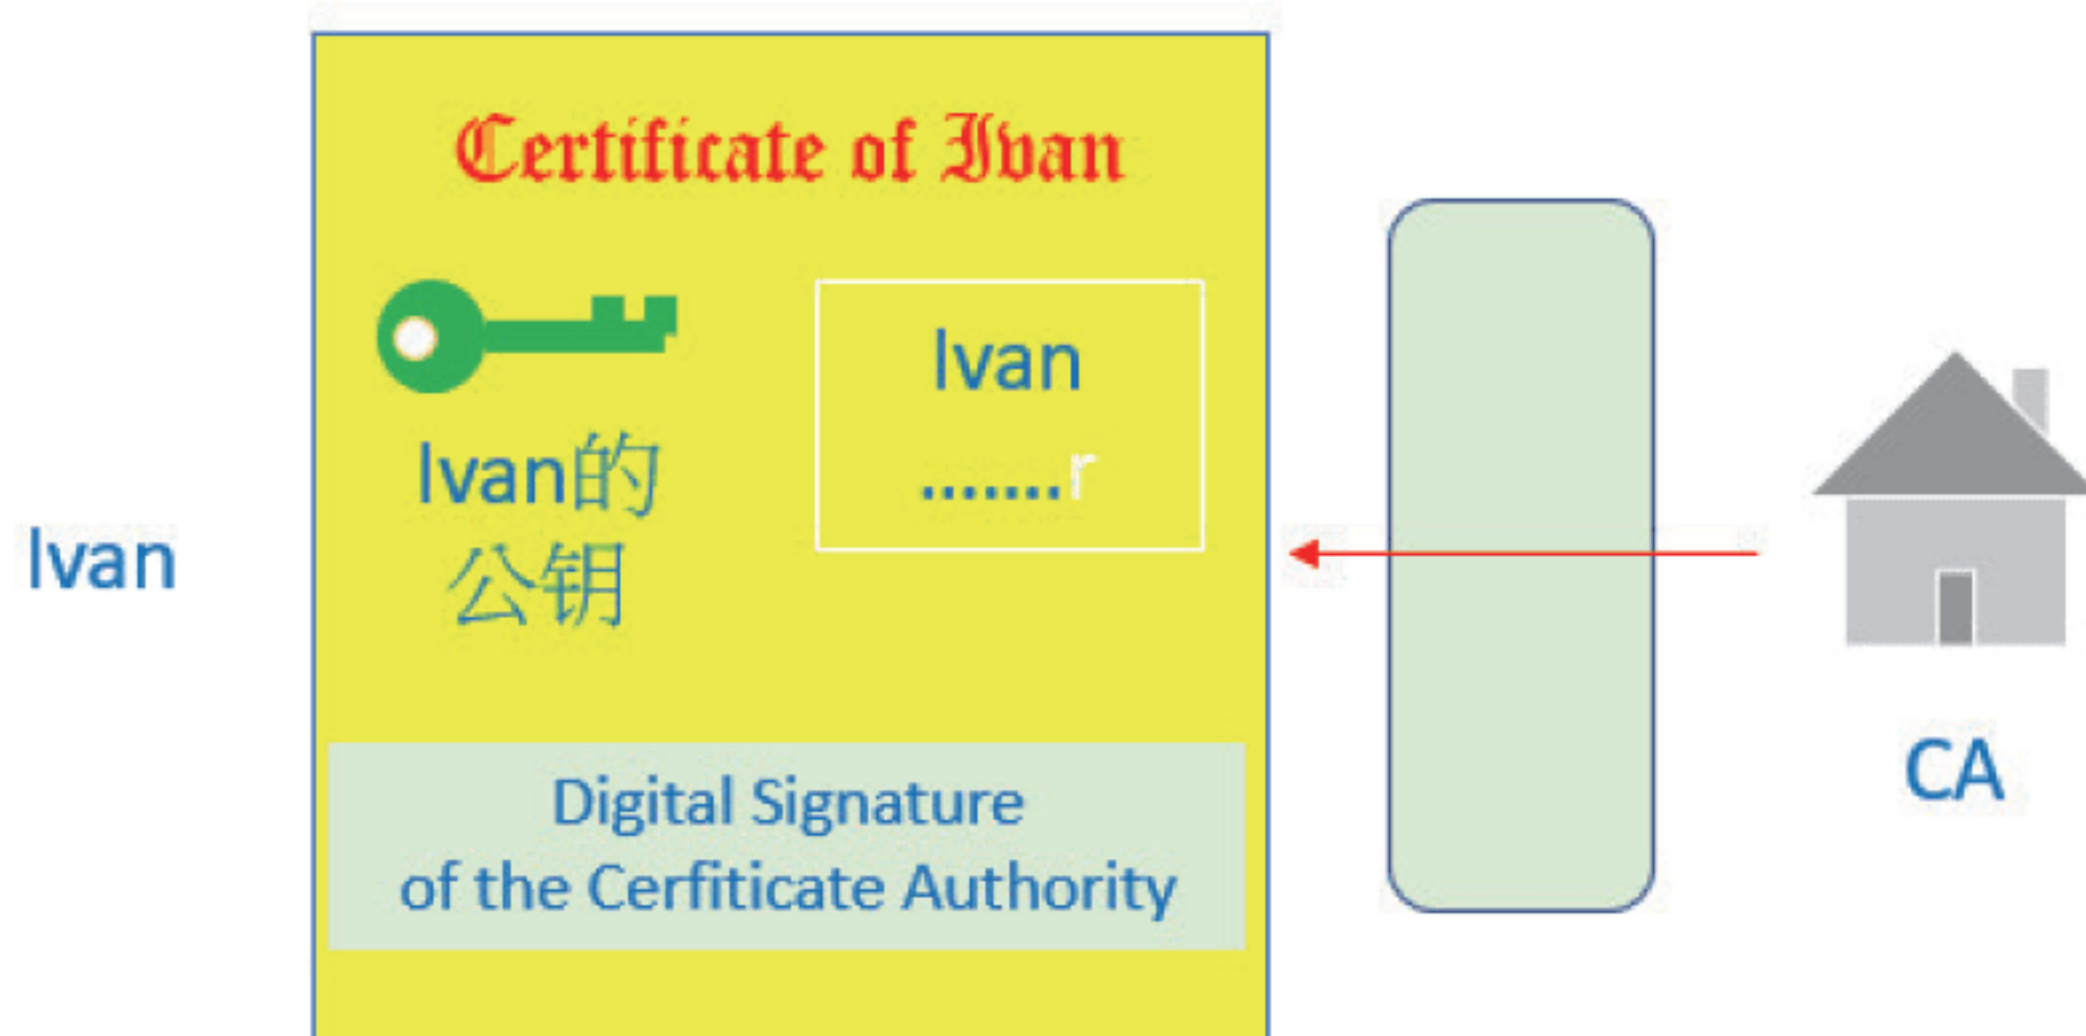 Certificate of Ivan
Ivan
.......r
Ivan的
公钥
Ivan
Digital Signature
of the Cerfiticate Authority
CA